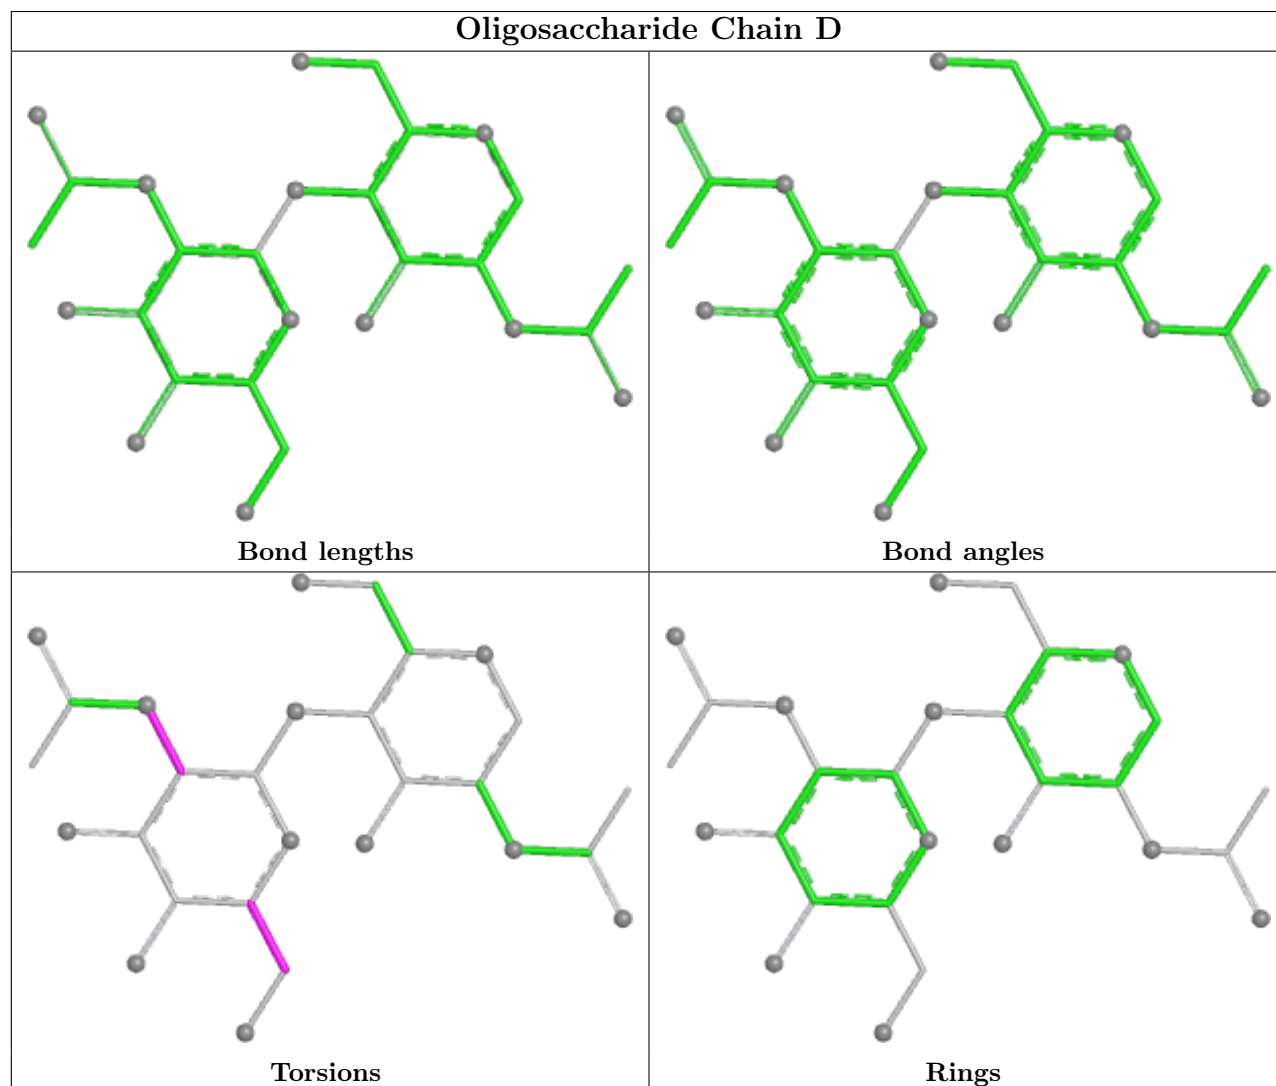 Oligosaccharide Chain D
Bond lengths
Bond angles
Torsions
Rings